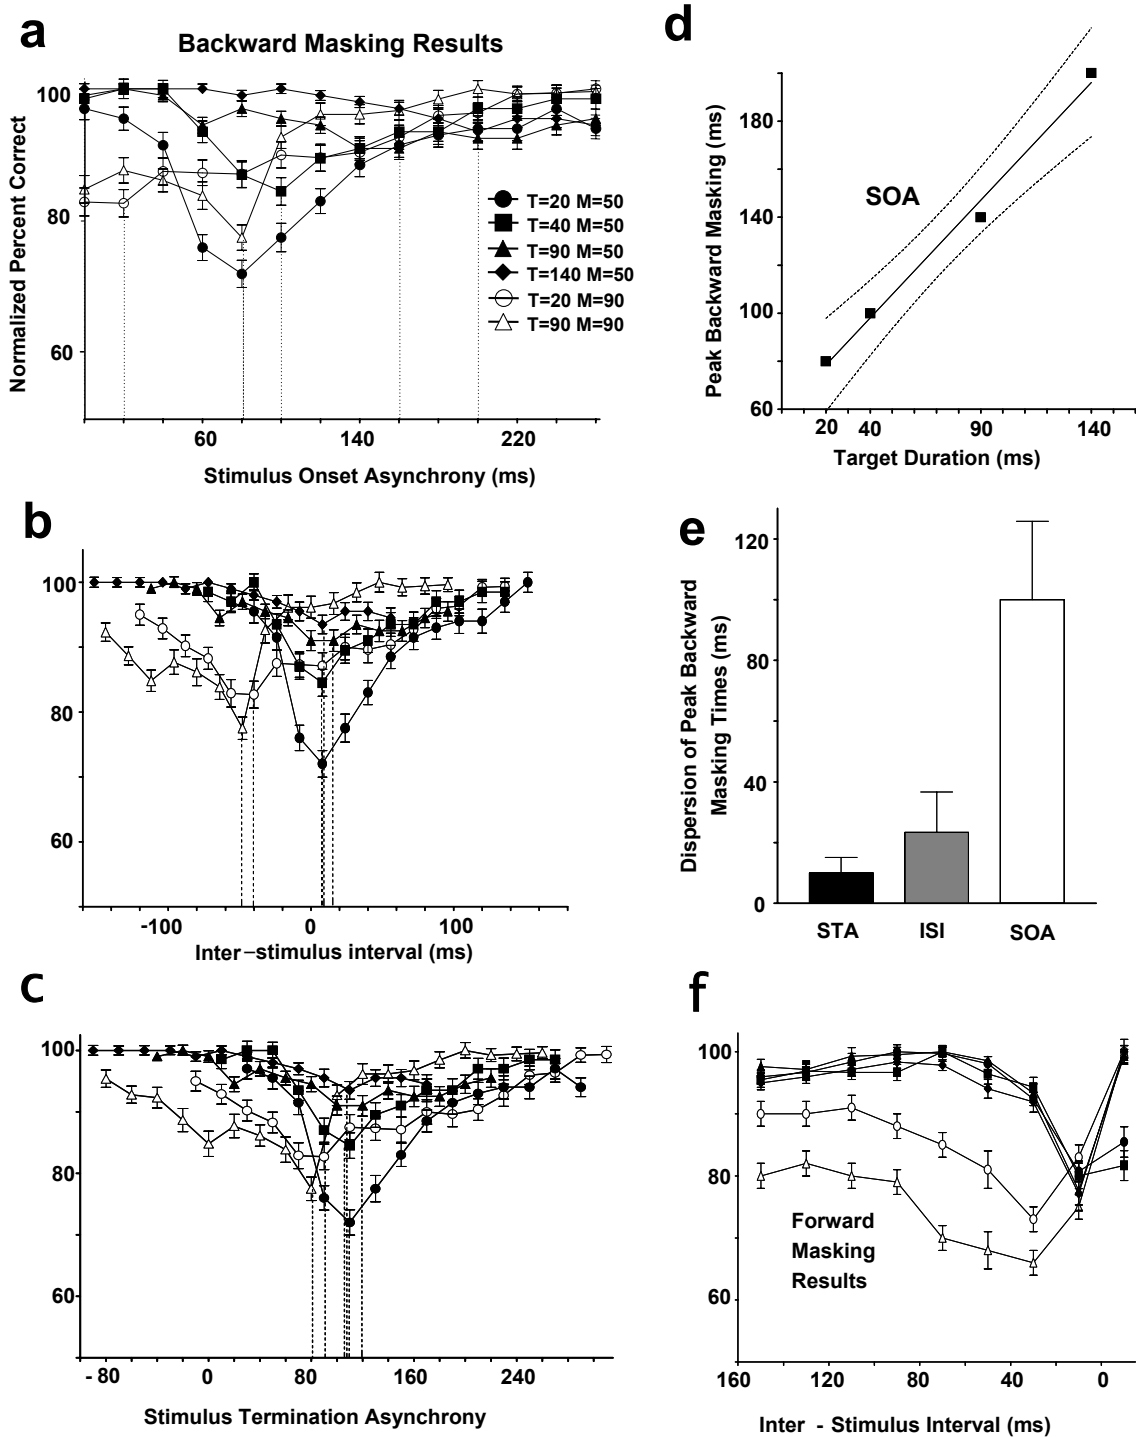 a
Backward Masking Results
Normalized Percent Correct
100
80
60
60
140
220
Stimulus Onset Asynchrony (ms)
T=20 M=50
T=40 M=50
T=90 M=50
T=140 M=50
T=20 M=90
T=90 M=90
d
Peak Backward Masking (ms)
180
140
100
60
SOA
20
40
90
140
Target Duration (ms)
b
100
80
60
-100
0
100
Inter-stimulus interval (ms)
e
Dispersion of Peak Backward
Masking Times (ms)
120
80
40
0
STA
ISI
SOA
c
100
80
60
- 80
0
80
160
240
Stimulus Termination Asynchrony
f
100
80
60
Forward
Masking
Results
160
120
80
40
0
Inter - Stimulus Interval (ms)